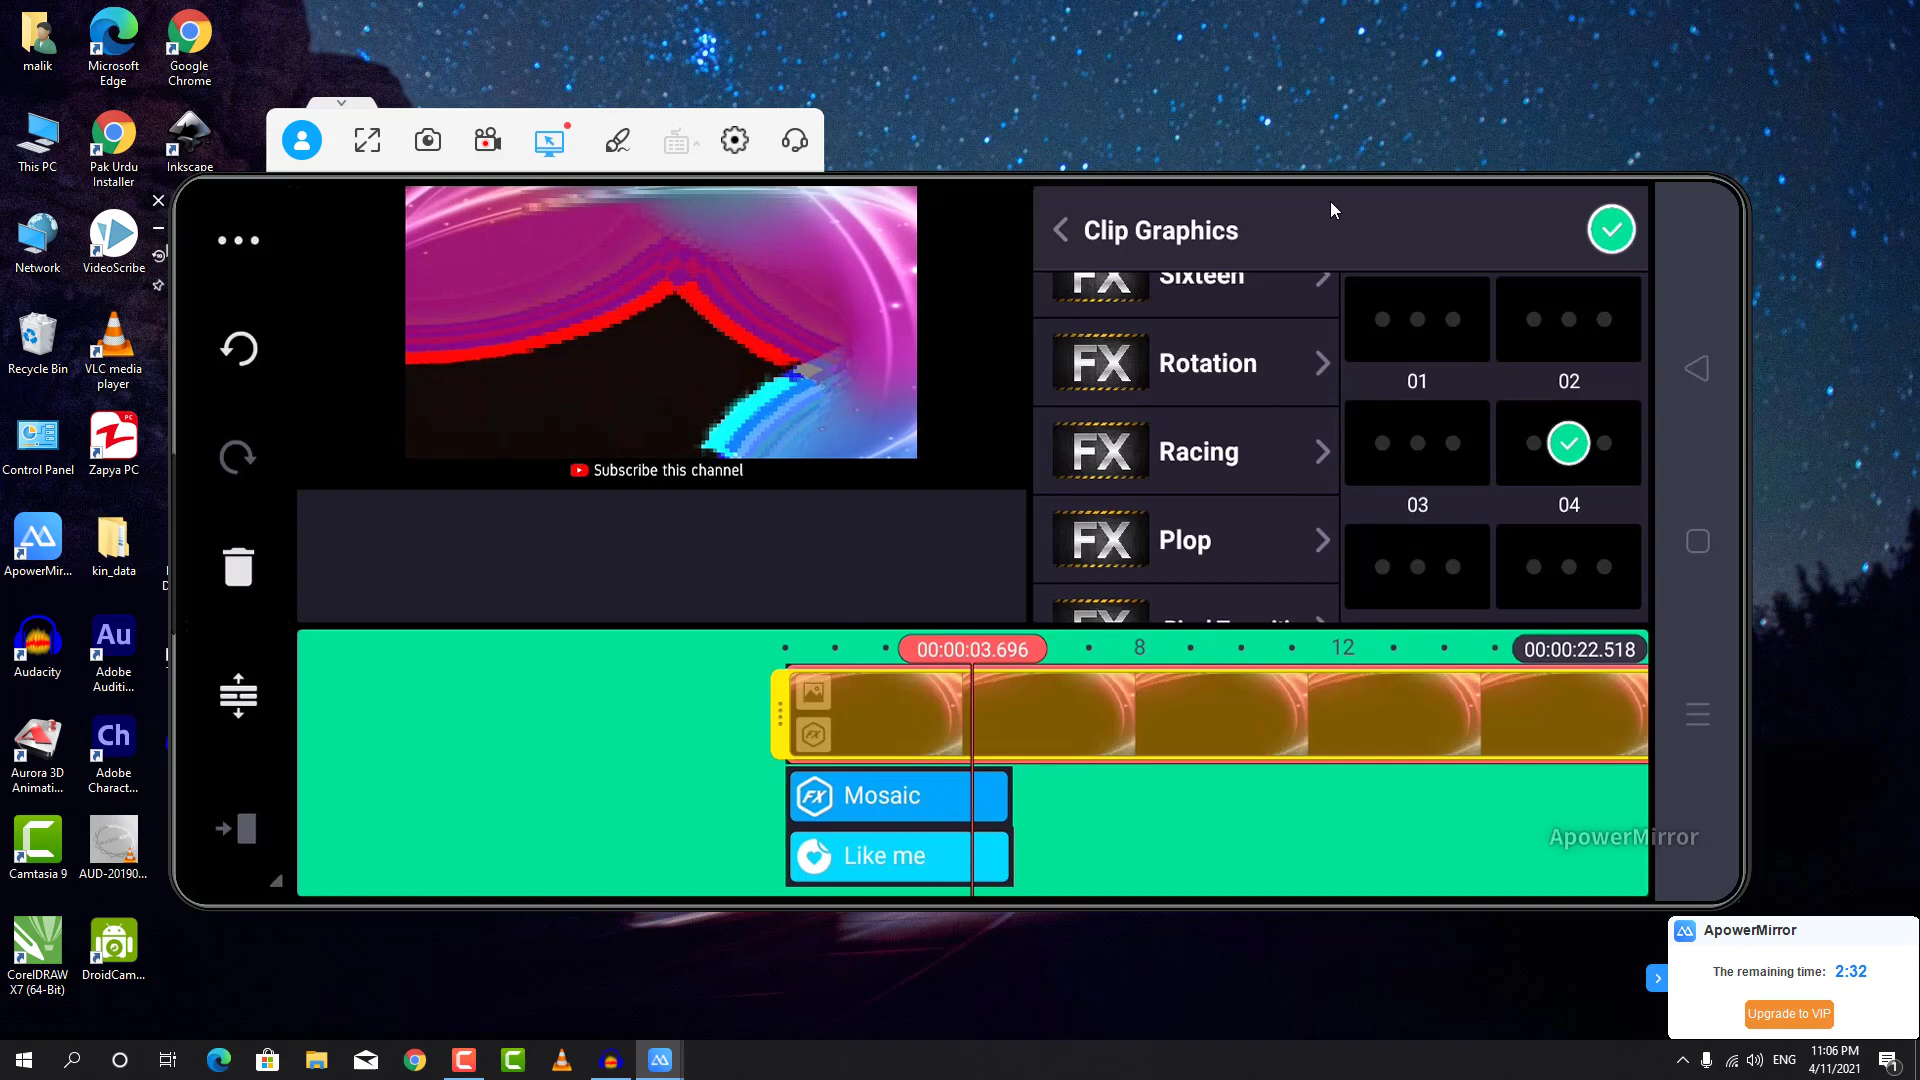 malik
Microsoft
Edge
Google
Chrome
This PC
Pak Urdu
Installer
Inkscape
Network
VideoScribe
Recycle Bin
VLC media
player
Control Panel
Zapya PC
ApowerMir...
kin_data
Audacity
Au
Adobe
Auditi...
Aurora 3D
Animati...
Ch
Adobe
Charact...
Camtasia 9
AUD-20190...
CorelDRAW
X7 (64-Bit)
DroidCam...
Subscribe this channel
Clip Graphics
FX
Sixteen
FX
Rotation
FX
Racing
FX
Plop
01
02
03
04
00:00:03.696
8
12
00:00:22.518
FX
Mosaic
Like me
ApowerMirror
ApowerMirror
The remaining time: 2:32
Upgrade to VIP
ENG
11:06 PM
4/11/2021
1